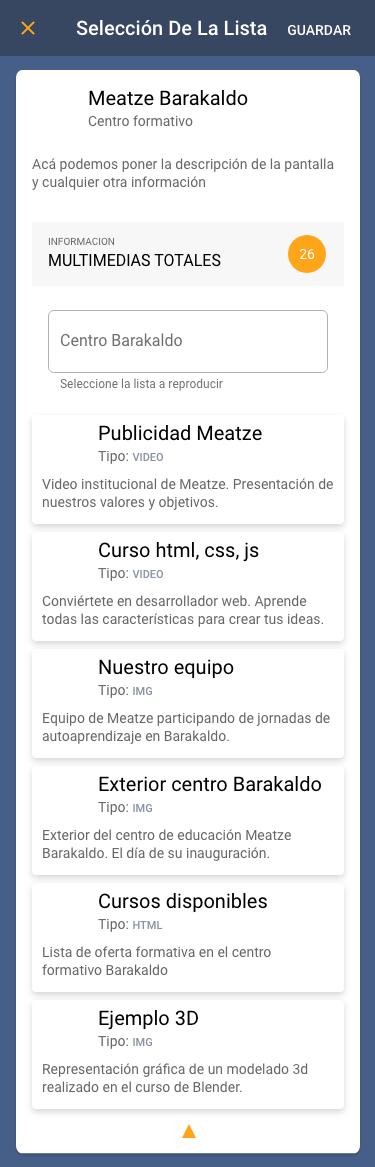 Selección De La Lista
GUARDAR
Meatze Barakaldo
Centro formativo
Acá podemos poner la descripción de la pantalla
y cualquier otra información
INFORMACION
MULTIMEDIAS TOTALES
26
Centro Barakaldo
Seleccione la lista a reproducir
Publicidad Meatze
Tipo: VIDEO
Video institucional de Meatze. Presentación de
nuestros valores y objetivos.
Curso html, css, js
Tipo: VIDEO
Conviértete en desarrollador web. Aprende
todas las características para crear tus ideas.
Nuestro equipo
Tipo: IMG
Equipo de Meatze participando de jornadas de
autoaprendizaje en Barakaldo.
Exterior centro Barakaldo
Tipo: IMG
Exterior del centro de educación Meatze
Barakaldo. El día de su inauguración.
Cursos disponibles
Tipo: HTML
Lista de oferta formativa en el centro
formativo Barakaldo
Ejemplo 3D
Tipo: IMG
Representación gráfica de un modelado 3d
realizado en el curso de Blender.